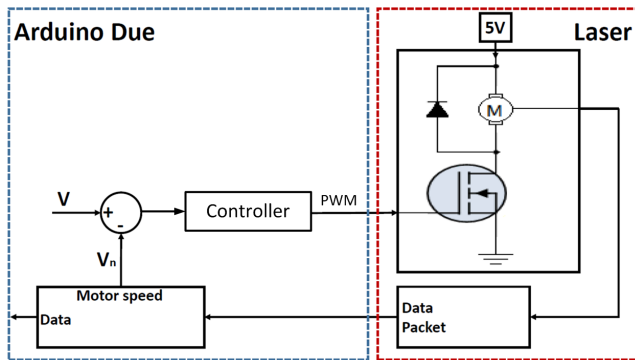 Arduino Due
Laser
5V
M
V
+
-
Controller
PWM
Vn
Motor speed
Data
Data
Packet